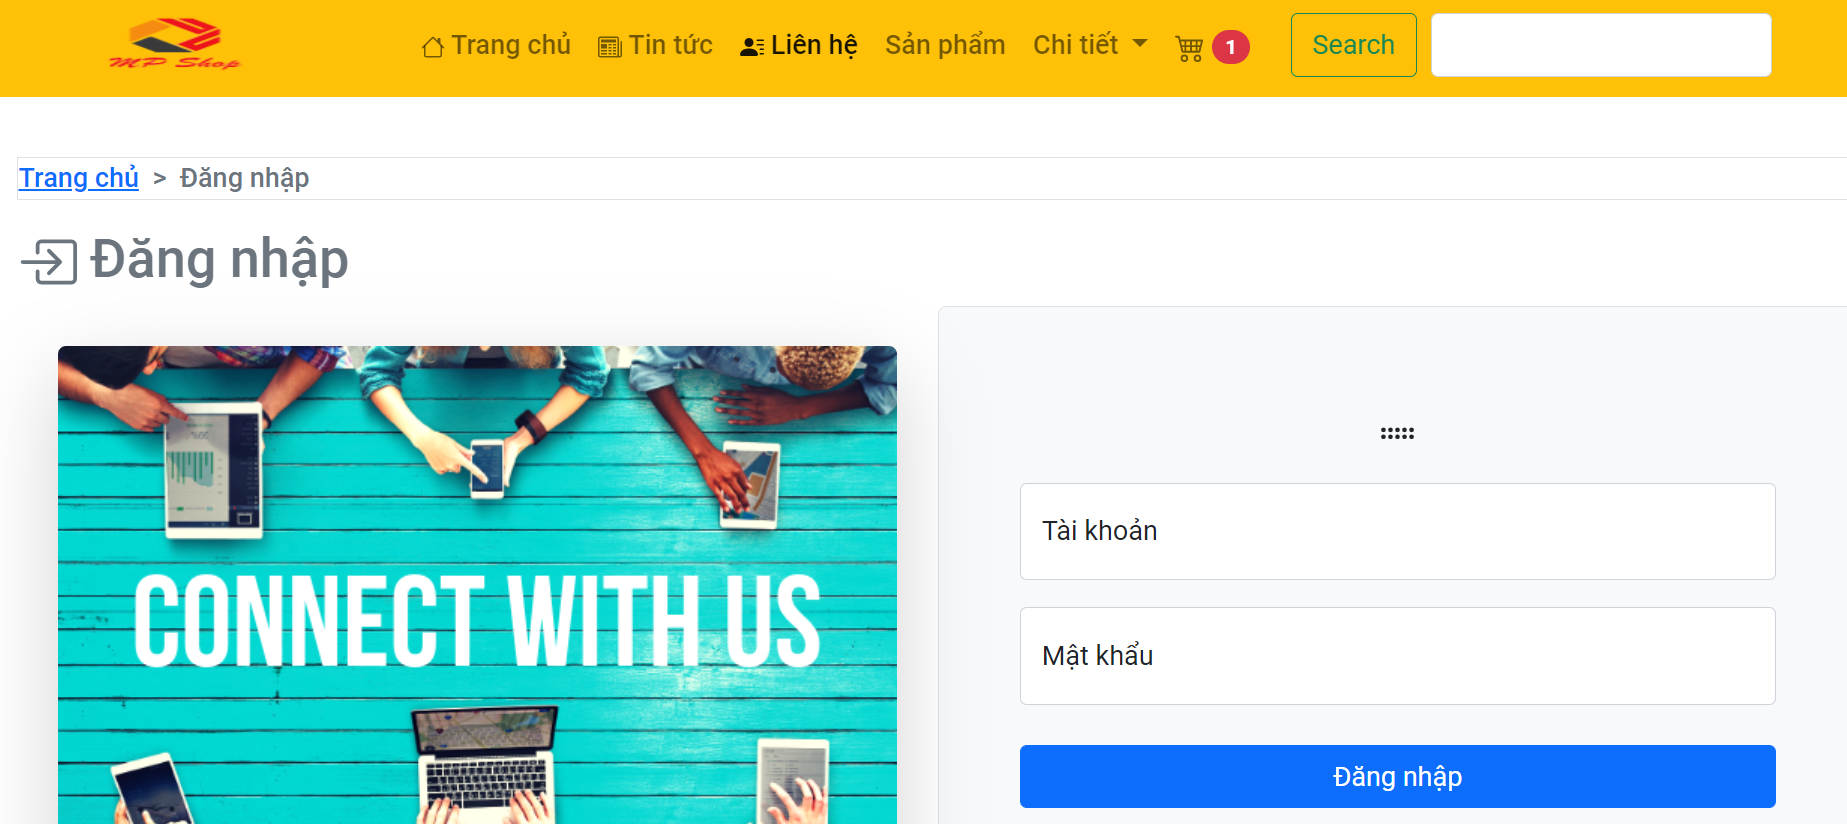 MP Shop
Trang chủ Tin tức Liên hệ Sản phẩm Chi tiết 1 Search
Trang chủ > Đăng nhập
Đăng nhập
CONNECT WITH US
Tài khoản
Mật khẩu
Đăng nhập